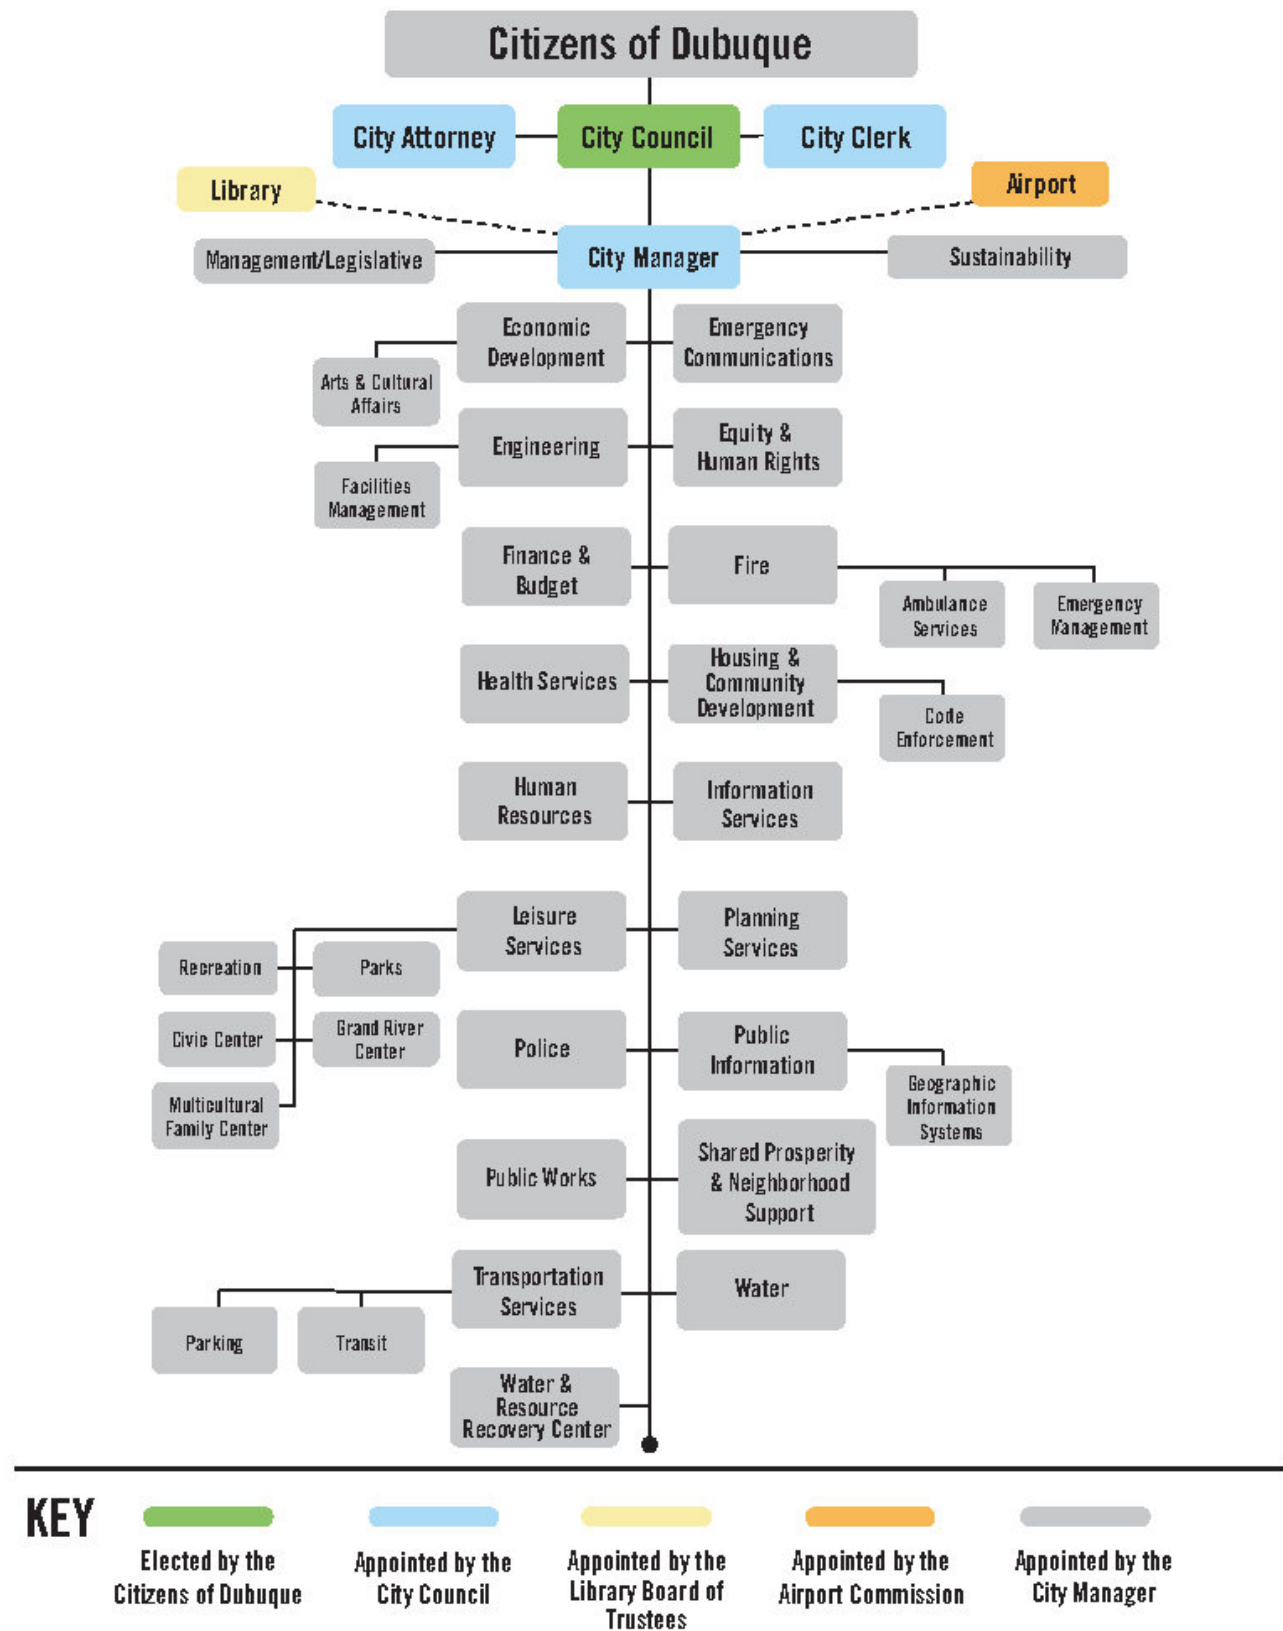 Citizens of Dubuque
City Attorney
City Council
City Clerk
Library
Airport
Management/Legislative
City Manager
Sustainability
Economic
Development
Emergency
Communications
Arts & Cultural
Affairs
Engineering
Equity &
Human Rights
Facilities
Management
Finance &
Budget
Fire
Ambulance
Services
Emergency
Management
Health Services
Housing &
Community
Development
Code
Enforcement
Human
Resources
Information
Services
Leisure
Services
Planning
Services
Recreation
Parks
Civic Center
Grand River
Center
Multicultural
Family Center
Police
Public
Information
Geographic
Information
Systems
Public Works
Shared Prosperity
& Neighborhood
Support
Transportation
Services
Water
Parking
Transit
Water &
Resource
Recovery Center
KEY
Elected by the
Citizens of Dubuque
Appointed by the
City Council
Appointed by the
Library Board of
Trustees
Appointed by the
Airport Commission
Appointed by the
City Manager